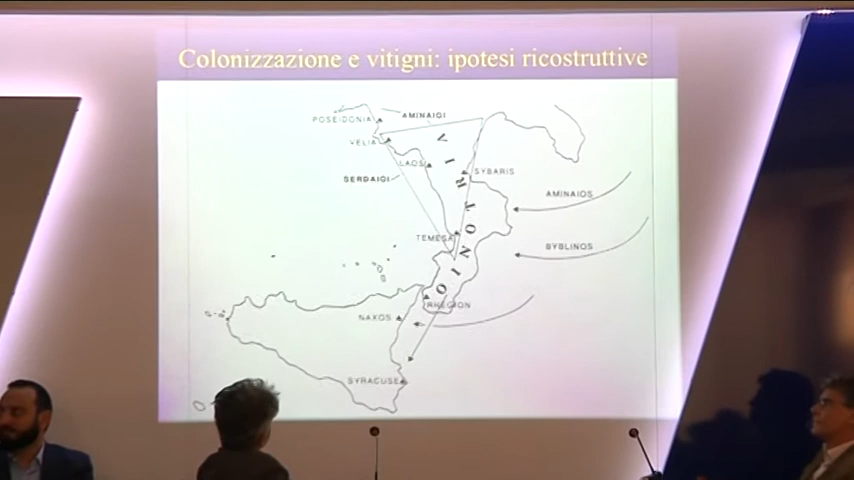 Colonizzazione e vitigni: ipotesi ricostruttive
POSEIDONIA
AMINAIOI
VELIA
LAOS
SYBARIS
SERDAIOI
AMINAIOS
TEMESA
BYBLINOS
RHEGION
NAXOS
SYRACUSE